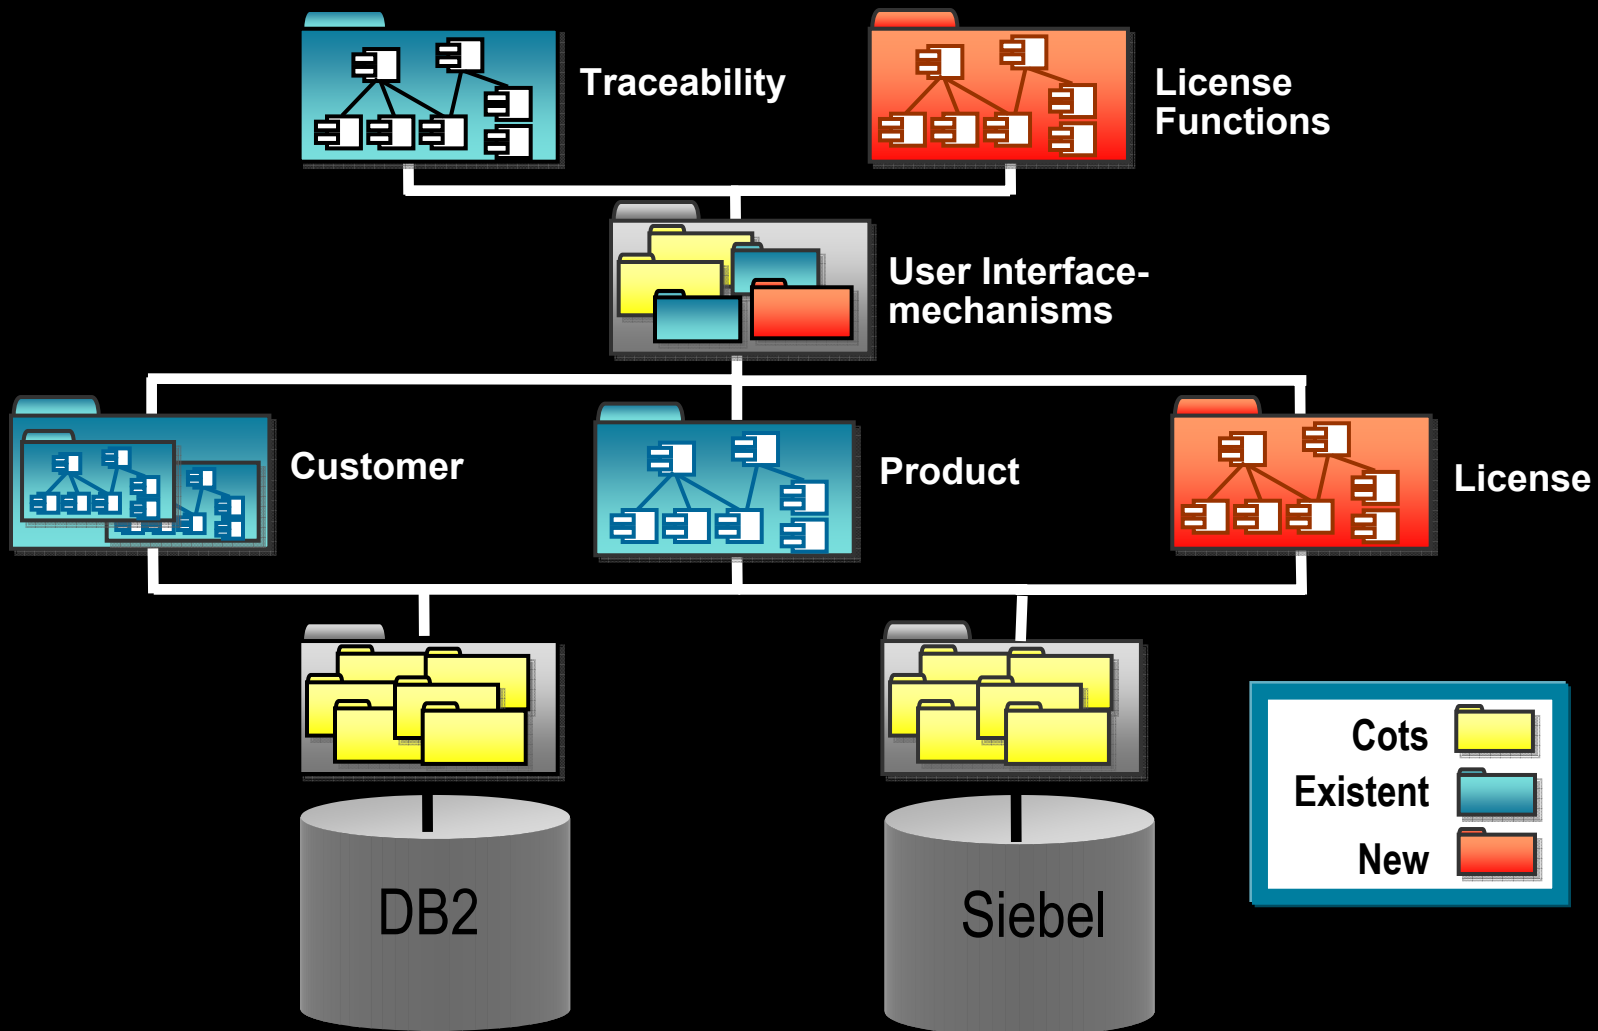 Traceability
License
Functions
User Interface-
mechanisms
Customer
Product
License
Cots
Existent
New
DB2
Siebel